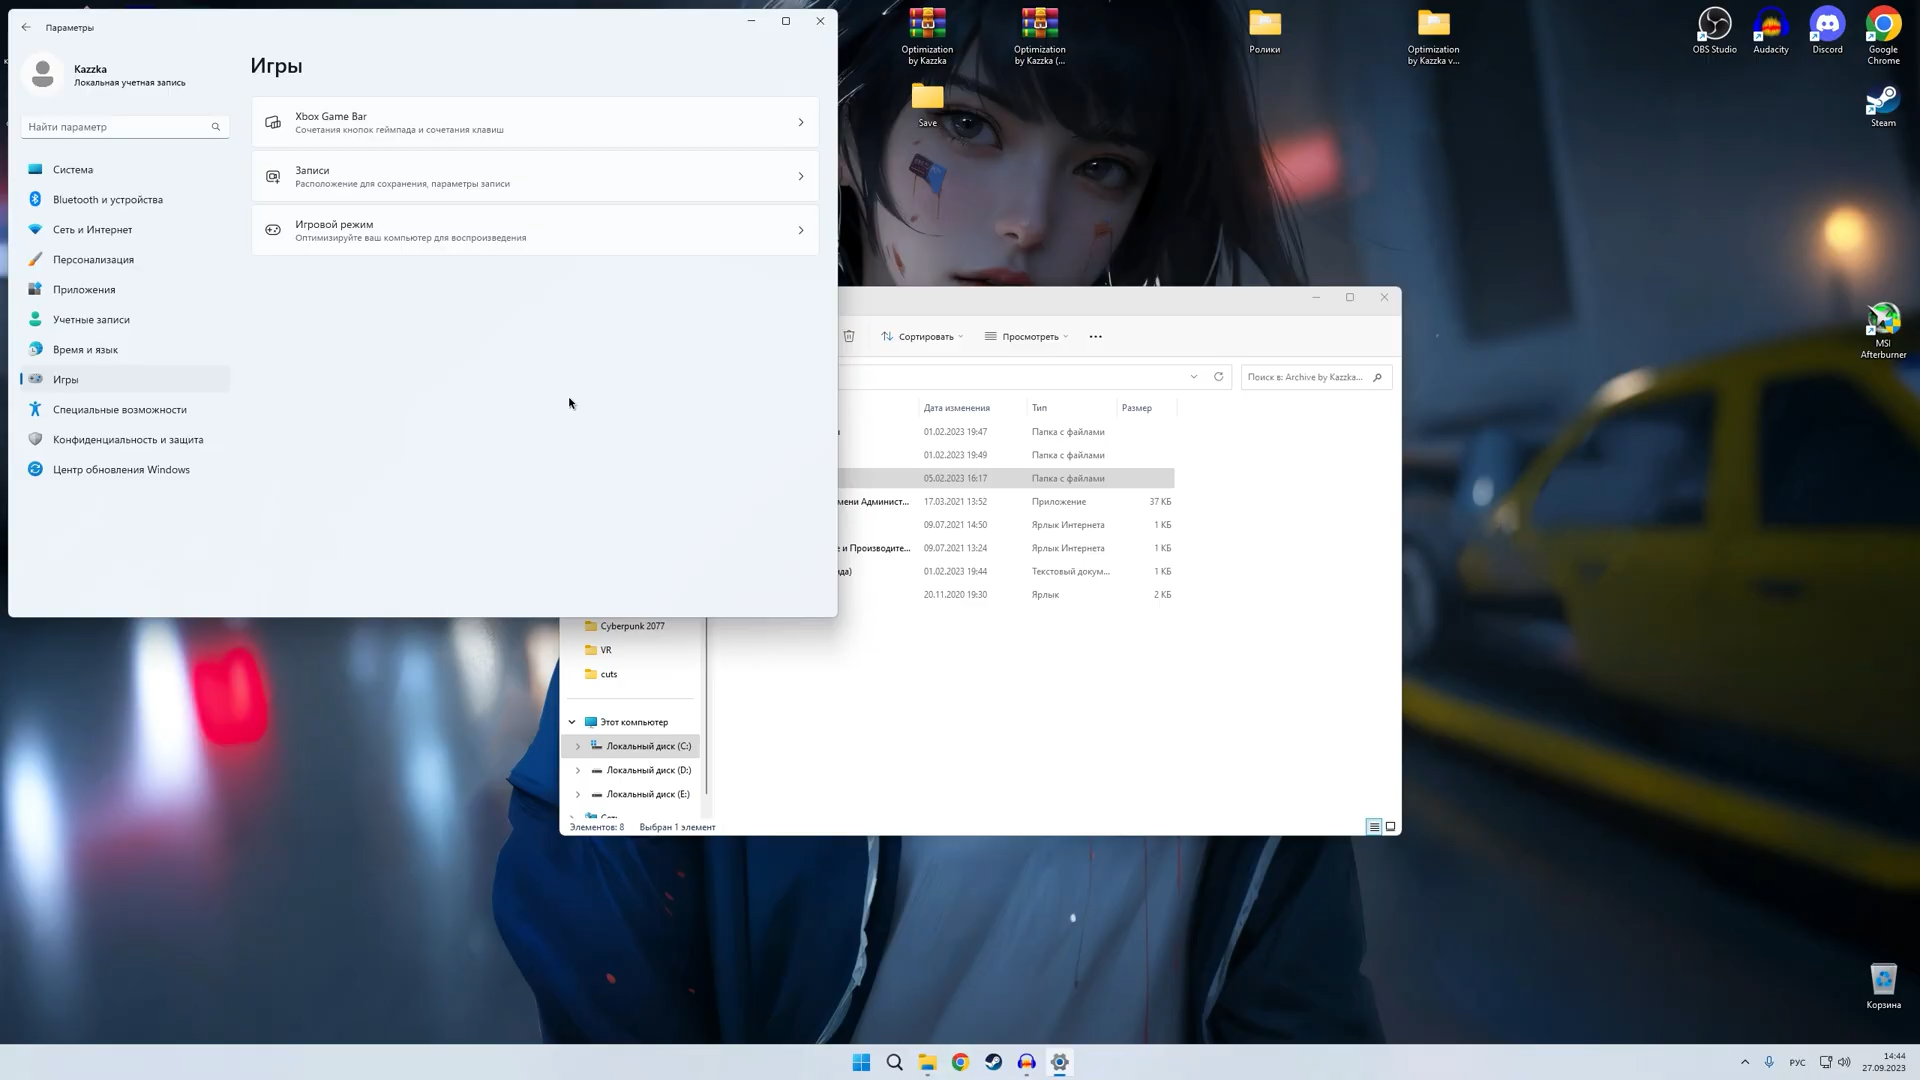 Параметры
Kazzka
Локальная учетная запись
Найти параметр
Система
Bluetooth и устройства
Сеть и Интернет
Персонализация
Приложения
Учетные записи
Время и язык
Игры
Специальные возможности
Конфиденциальность и защита
Центр обновления Windows
Игры
Xbox Game Bar
Сочетания кнопок геймпада и сочетания клавиш
Записи
Расположение для сохранения, параметры записи
Игровой режим
Оптимизируйте ваш компьютер для воспроизведения
Optimization
by Kazzka
Optimization
by Kazzka (...
Ролики
Optimization
by Kazzka v...
OBS Studio
Audacity
Discord
Google
Chrome
Save
Steam
MSI
Afterburner
Корзина
Сортировать
Просмотреть
Поиск в: Archive by Kazzka...
Дата изменения
Тип
Размер
01.02.2023 19:47
Папка с файлами
01.02.2023 19:49
Папка с файлами
05.02.2023 16:17
Папка с файлами
мени Админист...
17.03.2021 13:52
Приложение
37 КБ
09.07.2021 14:50
Ярлык Интернета
1 КБ
е и Производите...
09.07.2021 13:24
Ярлык Интернета
1 КБ
да)
01.02.2023 19:44
Текстовый докум...
1 КБ
20.11.2020 19:30
Ярлык
2 КБ
Cyberpunk 2077
VR
cuts
Этот компьютер
Локальный диск (C:)
Локальный диск (D:)
Локальный диск (E:)
Элементов: 8
Выбран 1 элемент
РУС
14:44
27.09.2023